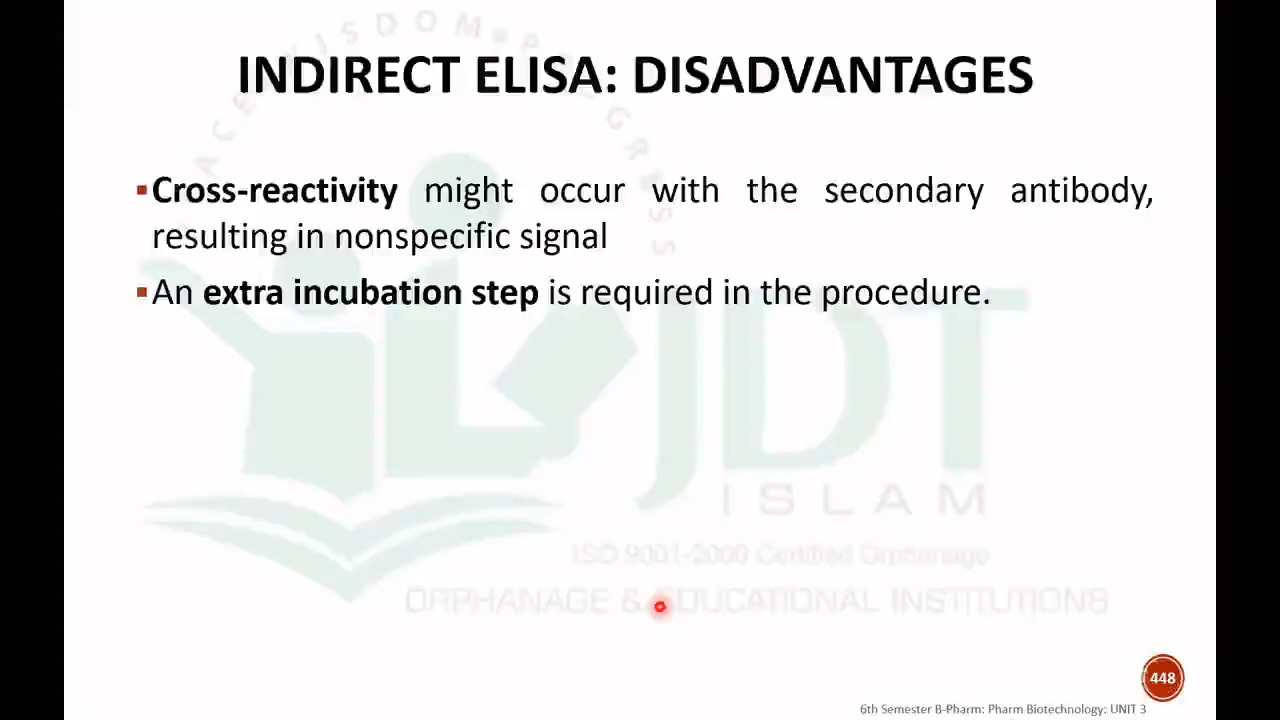 INDIRECT ELISA: DISADVANTAGES
▪Cross-reactivity might occur with the secondary antibody,
resulting in nonspecific signal
▪An extra incubation step is required in the procedure.
JDT
ISLAM
ISO 9001-2000 Certified Orphanage
ORPHANAGE & EDUCATIONAL INSTITUTIONS
448
6th Semester B-Pharm: Pharm Biotechnology: UNIT 3